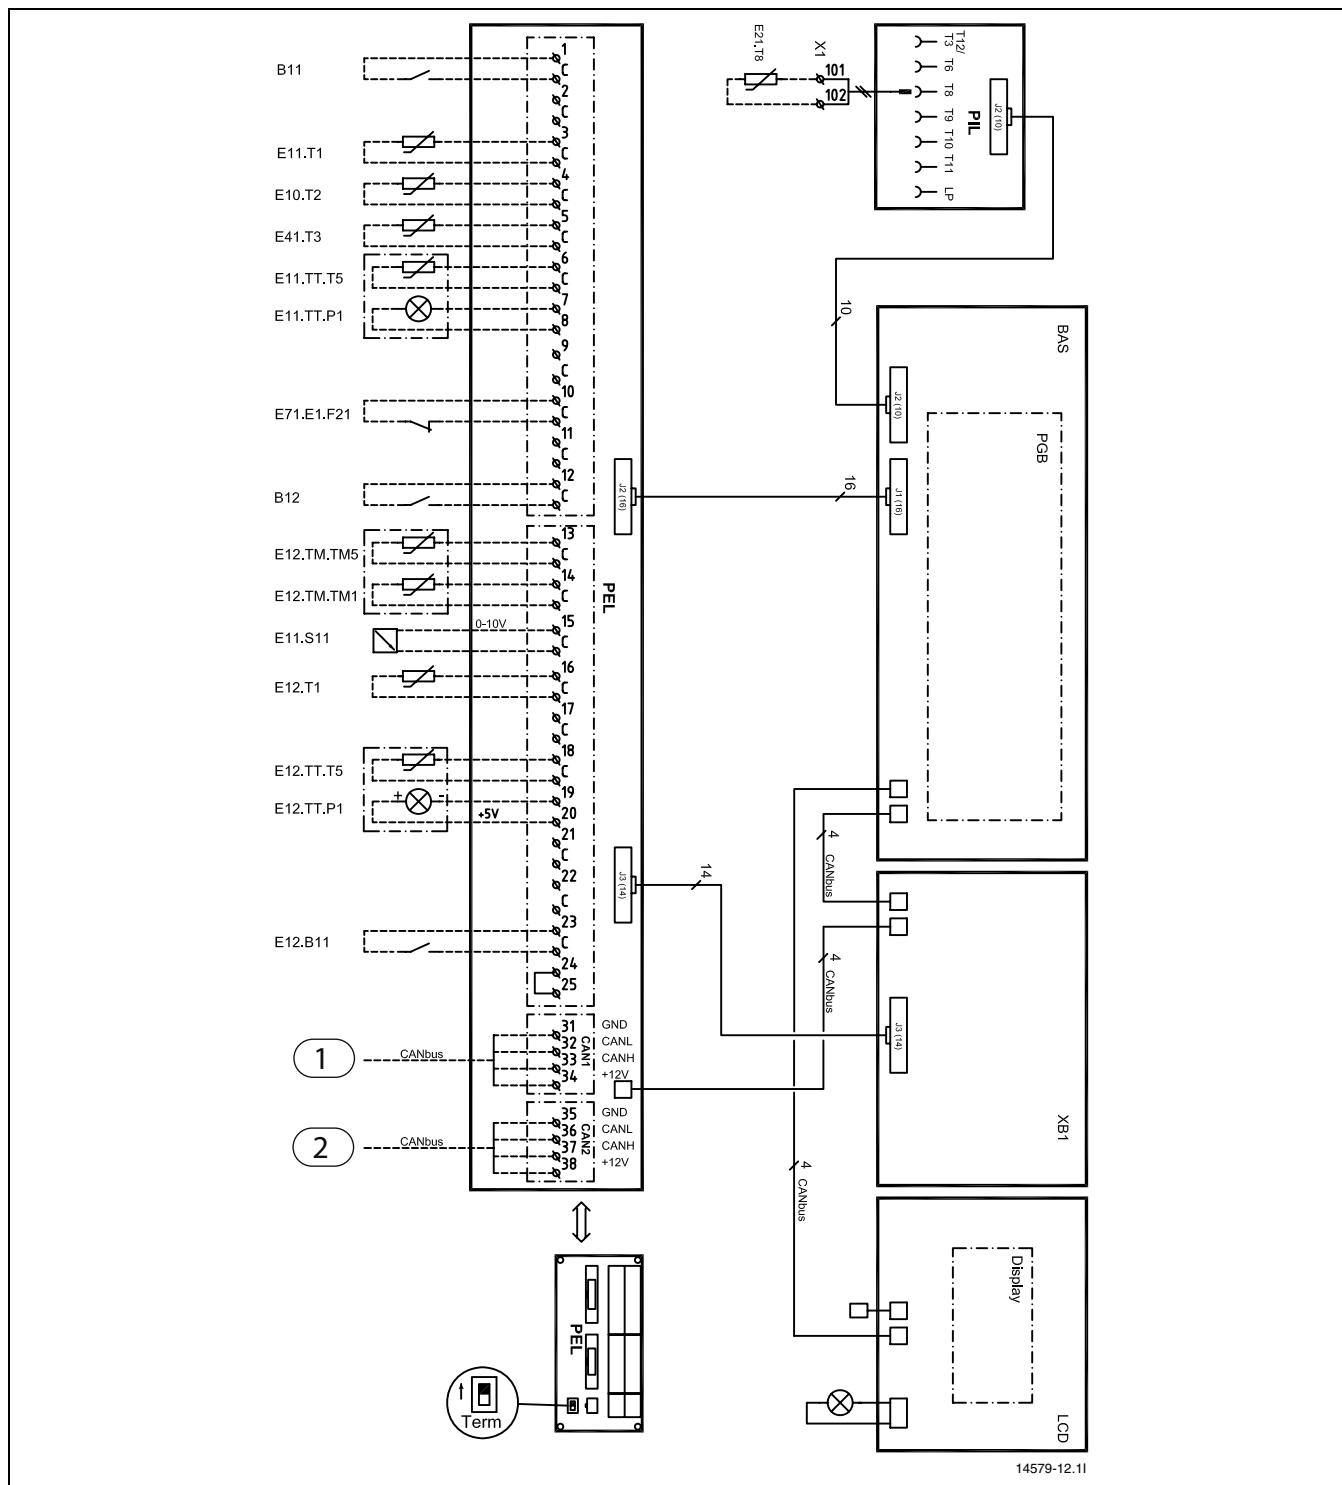 B11
E11.T1
E10.T2
E41.T3
E11.TT.T5
E11.TT.P1
E71.E1.F21
B12
E12.TM.TM5
E12.TM.TM1
E11.S11
E12.T1
E12.TT.T5
E12.TT.P1
E12.B11
1
CANbus
2
CANbus
0-10V
+
-
+5V
1
C
2
C
3
C
4
C
5
C
6
C
7
8
9
C
10
C
11
C
12
C
13
C
14
C
15
C
16
C
17
C
18
C
19
20
21
C
22
C
23
C
24
25
31
32
33
34
CAN1
GND
CANL
CANH
+12V
35
36
37
38
CAN2
GND
CANL
CANH
+12V
J2 (16)
PEL
J3 (14)
PEL
↑
Term
E21.T8
X1
101
102
T12/
T3
T6
T8
T9
T10
T11
LP
PIL
J2 (10)
10
16
14
BAS
PGB
J2 (10)
J1 (16)
4
CANbus
4
CANbus
4
CANbus
J3 (14)
XB1
Display
LCD
14579-12.1I